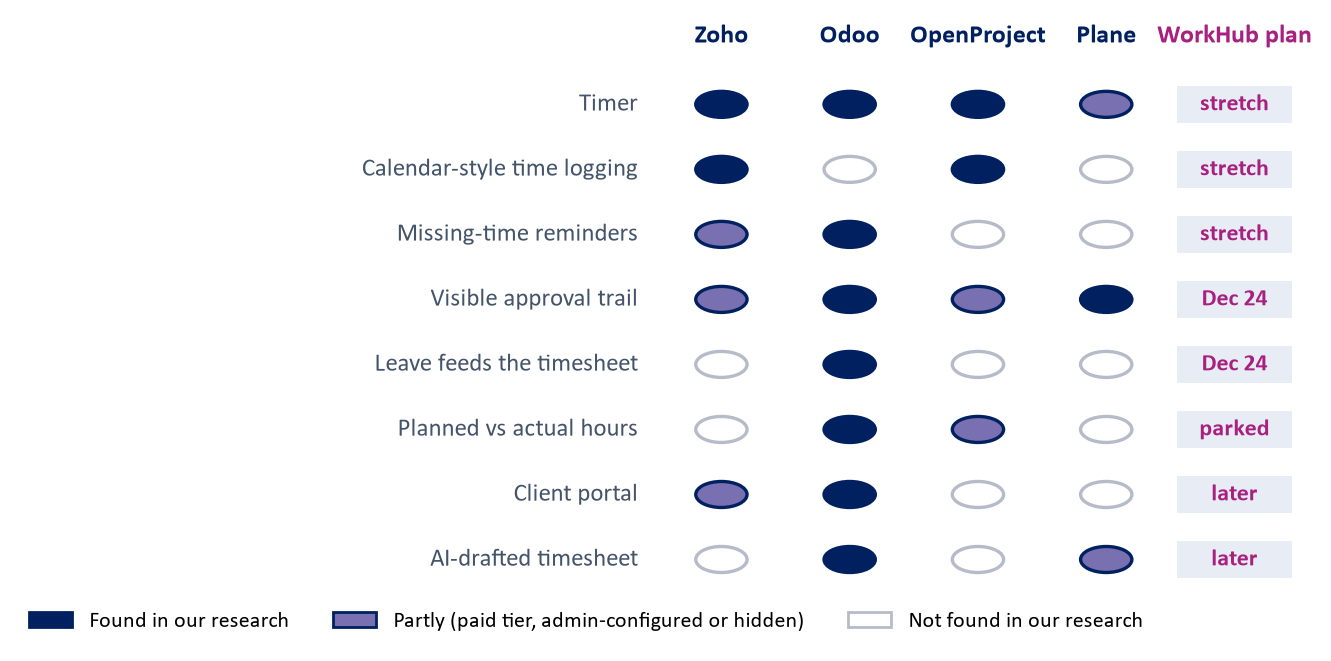 Zoho Odoo OpenProject Plane WorkHub plan
Timer stretch
Calendar-style time logging stretch
Missing-time reminders stretch
Visible approval trail Dec 24
Leave feeds the timesheet Dec 24
Planned vs actual hours parked
Client portal later
AI-drafted timesheet later
Found in our research Partly (paid tier, admin-configured or hidden) Not found in our research